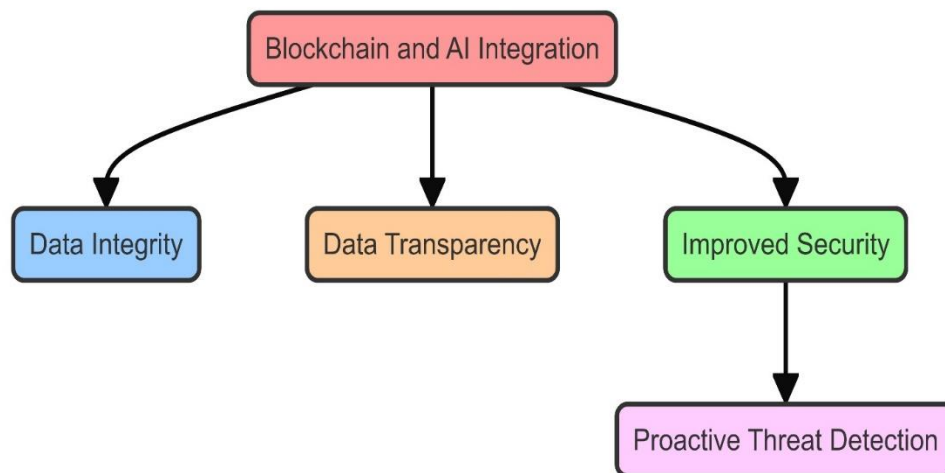 Blockchain and AI Integration
Data Integrity
Data Transparency
Improved Security
Proactive Threat Detection